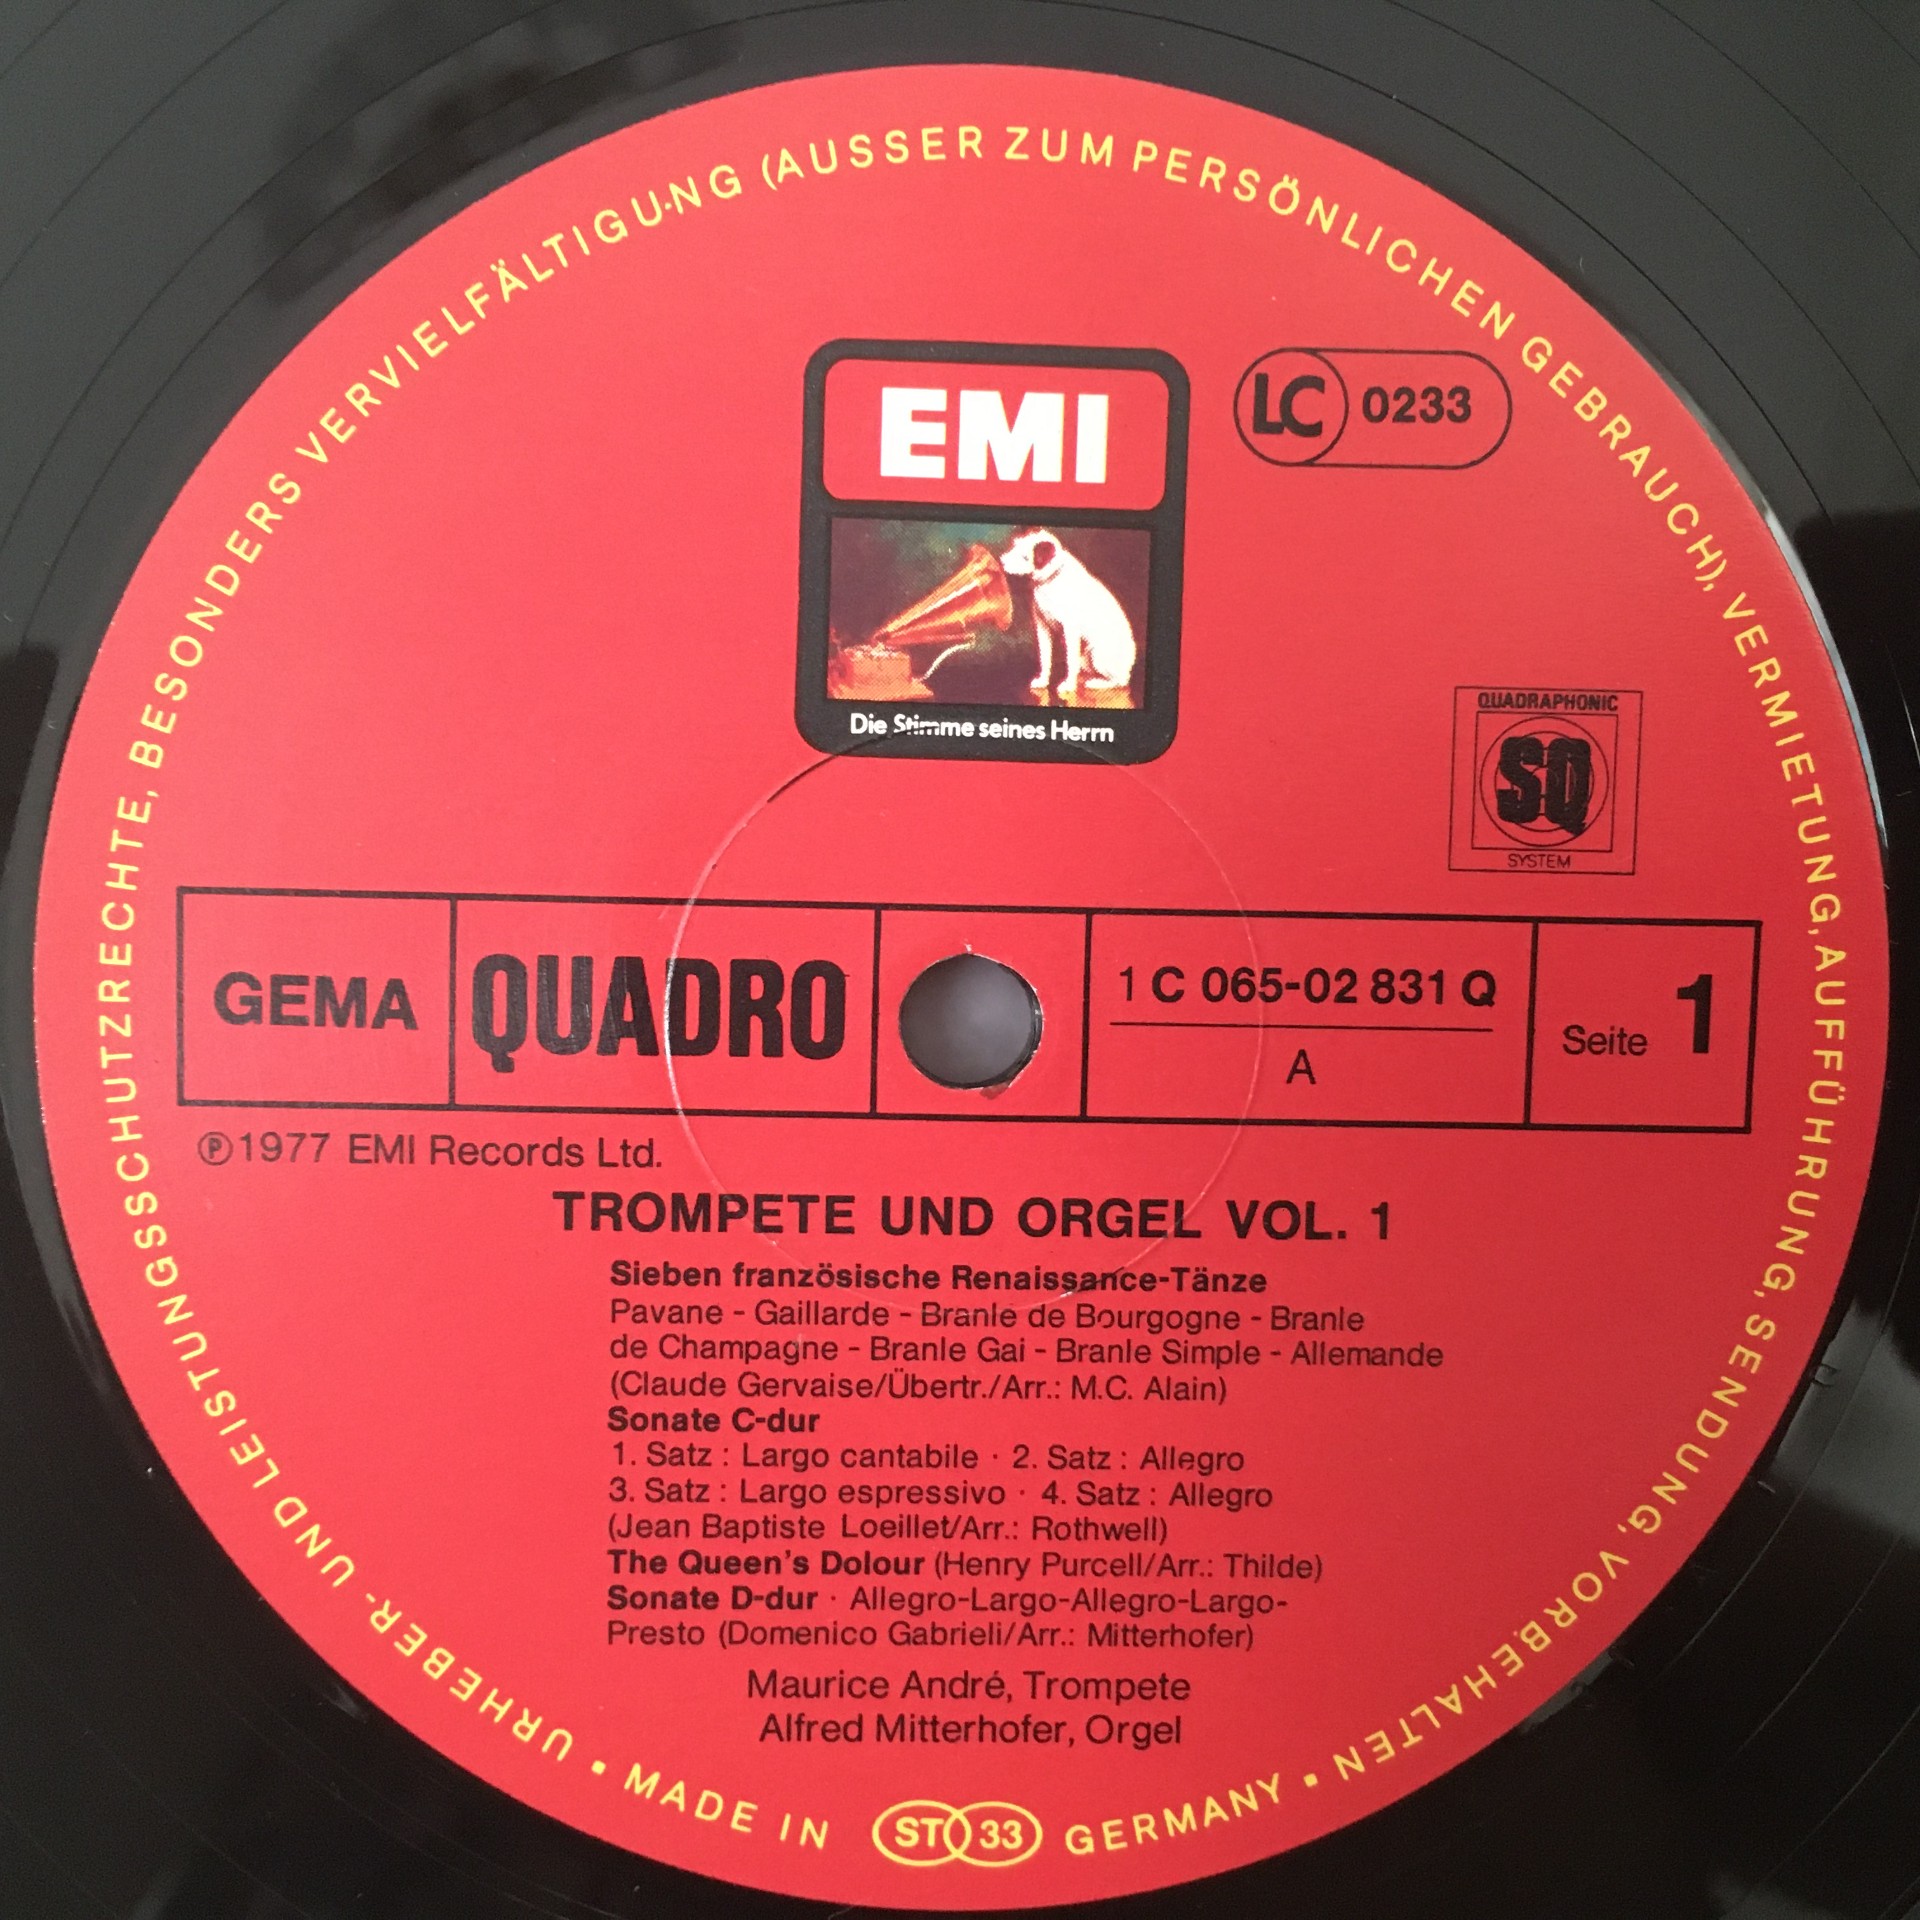 URHEBER- UND LEISTUNGSSCHUTZRECHTE, BESONDERS VERVIELFÄLTIGUNG (AUSSER ZUM PERSÖNLICHEN GEBRAUCH), VERMIETUNG, AUFFÜHRUNG, SENDUNG, VORBEHALTEN •
EMI
LC 0233
Die Stimme seines Herrn
QUADRAPHONIC
SQ
SYSTEM
GEMA
QUADRO
1 C 065-02 831 Q
A
Seite 1
Ⓟ 1977 EMI Records Ltd.
TROMPETE UND ORGEL VOL. 1
Sieben französische Renaissance-Tänze
Pavane - Gaillarde - Branle de Bourgogne - Branle
de Champagne - Branle Gai - Branle Simple - Allemande
(Claude Gervaise/Übertr./Arr.: M.C. Alain)
Sonate C-dur
1. Satz : Largo cantabile · 2. Satz : Allegro
3. Satz : Largo espressivo · 4. Satz : Allegro
(Jean Baptiste Loeillet/Arr.: Rothwell)
The Queen's Dolour (Henry Purcell/Arr.: Thilde)
Sonate D-dur · Allegro-Largo-Allegro-Largo-
Presto (Domenico Gabrieli/Arr.: Mitterhofer)
Maurice André, Trompete
Alfred Mitterhofer, Orgel
• MADE IN ST 33 GERMANY